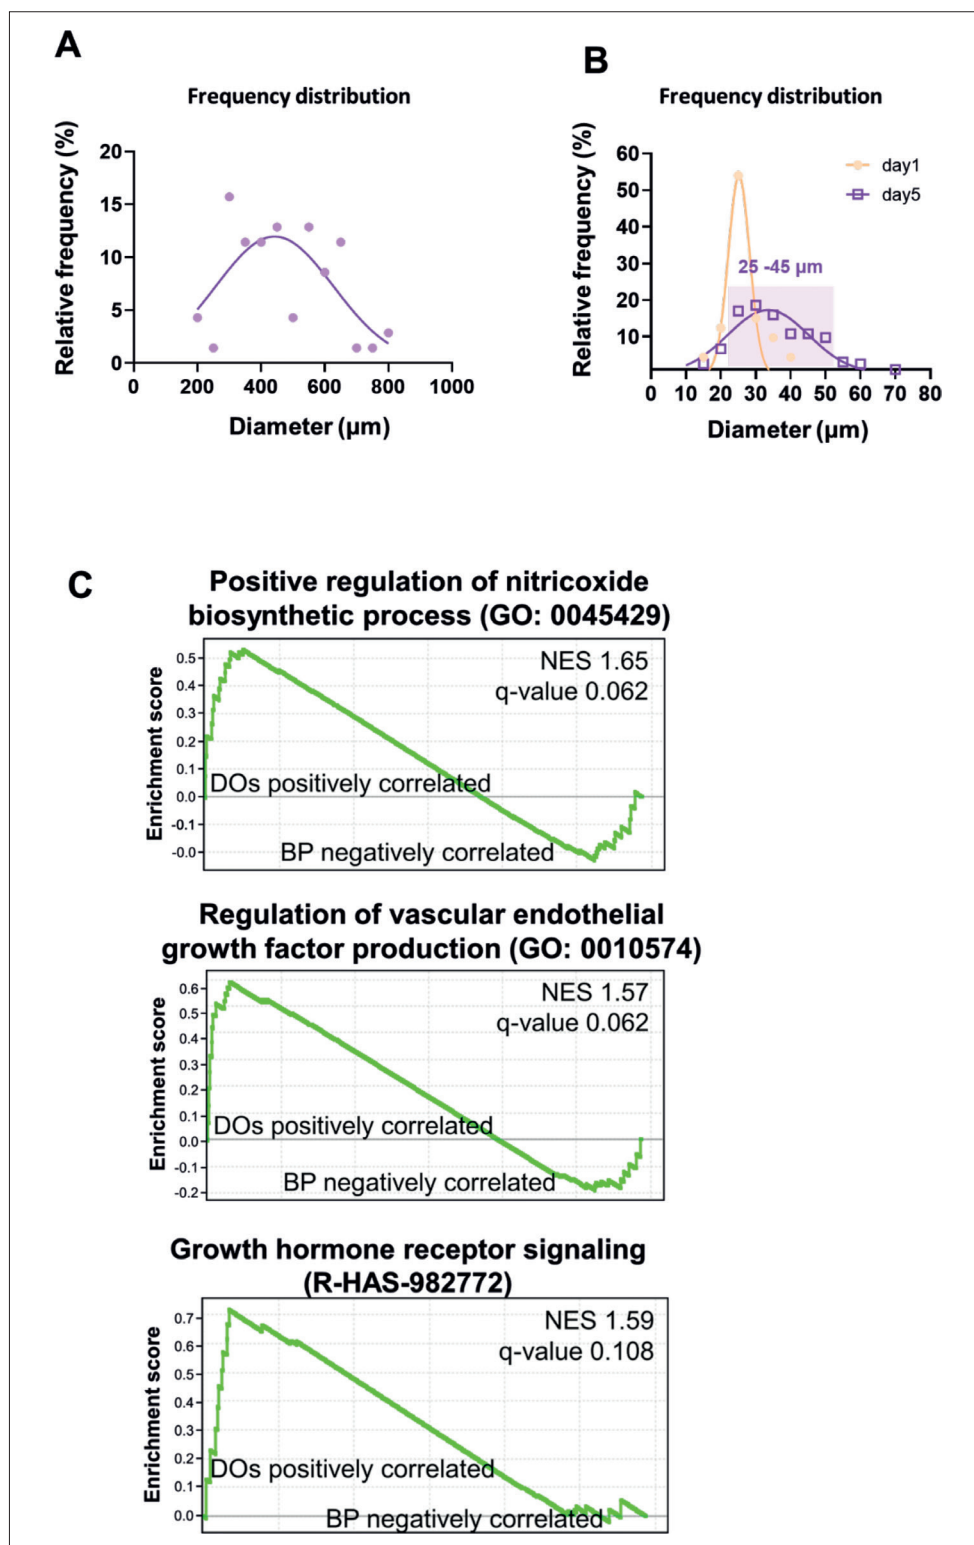 A
Frequency distribution
Relative frequency (%)
20
15
10
5
0
0 200 400 600 800 1000
Diameter (µm)
B
Frequency distribution
Relative frequency (%)
60
50
40
30
20
10
day1
day5
25 -45 µm
0 10 20 30 40 50 60 70 80
Diameter (µm)
C
Positive regulation of nitricoxide
biosynthetic process (GO: 0045429)
Enrichment score
0.5
0.4
0.3
0.2
0.1
0.0
-0.1
-0.0
NES 1.65
q-value 0.062
DOs positively correlated
BP negatively correlated
Regulation of vascular endothelial
growth factor production (GO: 0010574)
Enrichment score
0.6
0.5
0.4
0.3
0.2
0.1
0.0
-0.1
-0.2
NES 1.57
q-value 0.062
DOs positively correlated
BP negatively correlated
Growth hormone receptor signaling
(R-HAS-982772)
Enrichment score
0.7
0.6
0.5
0.4
0.3
0.2
0.1
0.0
NES 1.59
q-value 0.108
DOs positively correlated
BP negatively correlated